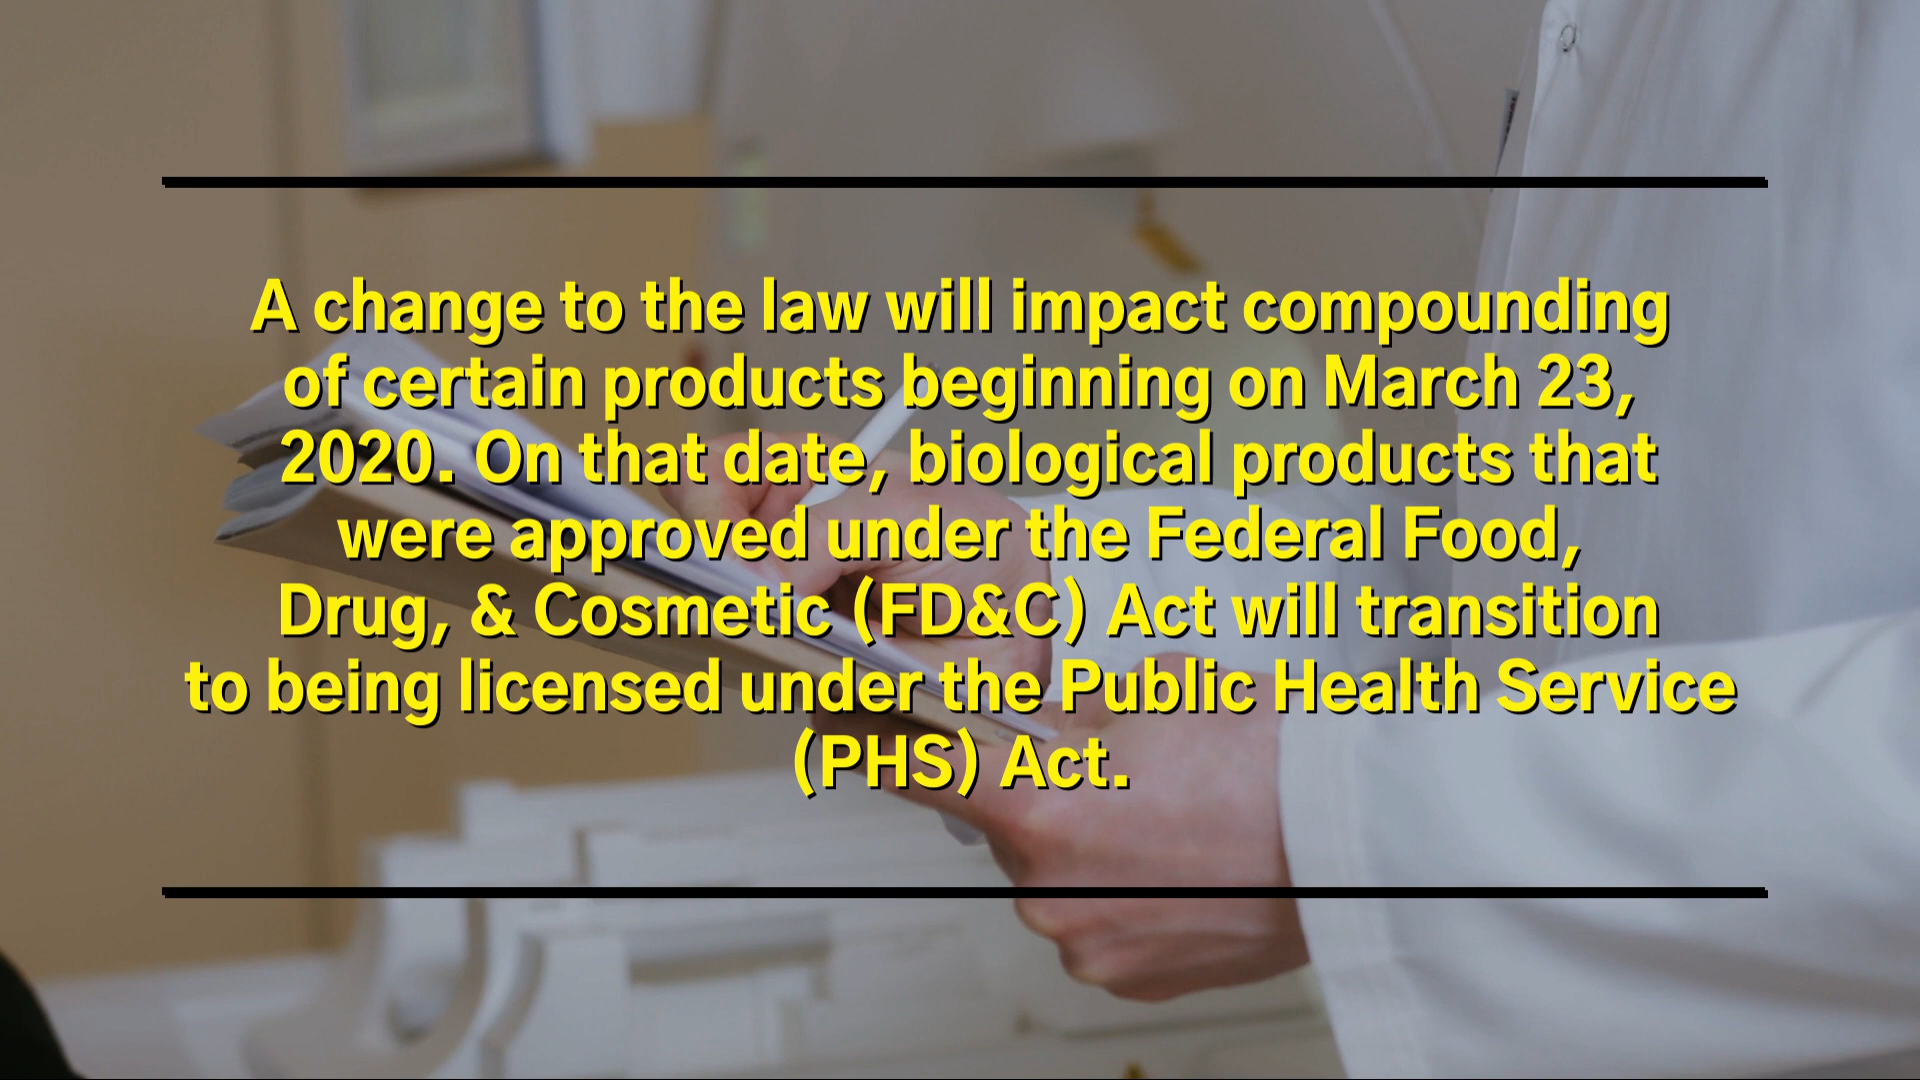 A change to the law will impact compounding
of certain products beginning on March 23,
2020. On that date, biological products that
were approved under the Federal Food,
Drug, & Cosmetic (FD&C) Act will transition
to being licensed under the Public Health Service
(PHS) Act.